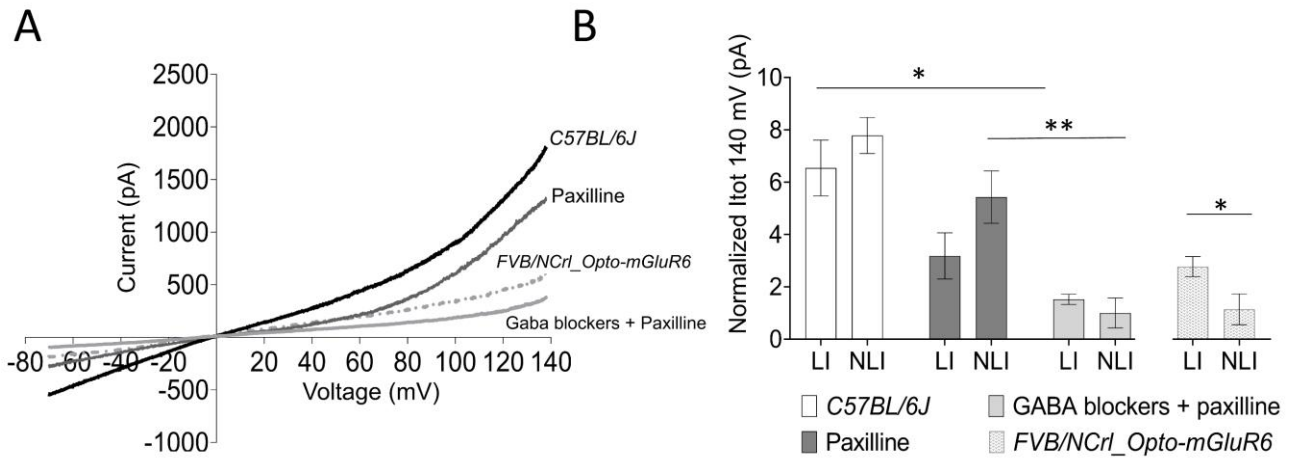 A
Current (pA)
2500
2000
1500
1000
500
-500
-1000
-80 -60 -40 -20 0 20 40 60 80 100 120 140
Voltage (mV)
C57BL/6J
Paxilline
FVB/NCrl_Opto-mGluR6
Gaba blockers + Paxilline
B
Normalized Itot 140 mV (pA)
10
8
6
4
2
0
*
**
*
LI NLI LI NLI LI NLI LI NLI
C57BL/6J GABA blockers + paxilline
Paxilline FVB/NCrl_Opto-mGluR6